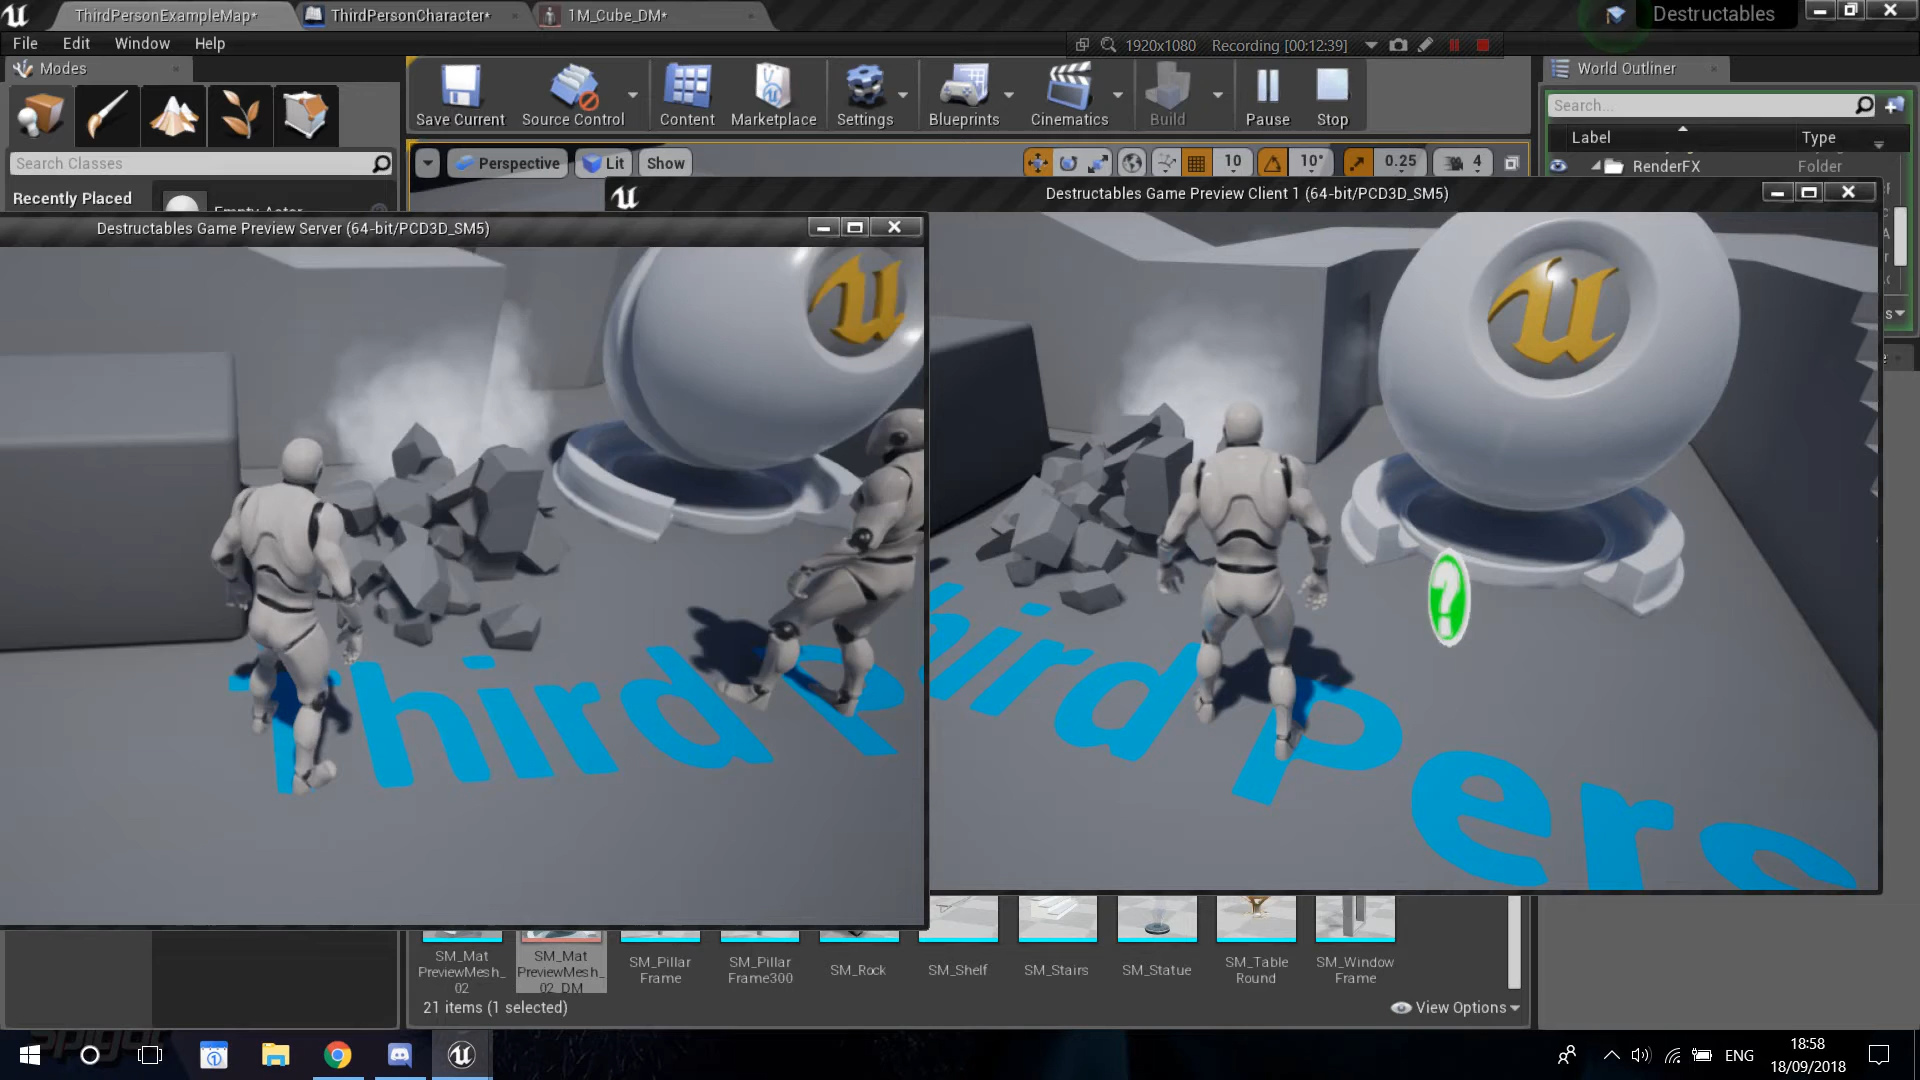 ThirdPersonExampleMap*
ThirdPersonCharacter*
1M_Cube_DM*
Destructables
File
Edit
Window
Help
1920x1080
Recording [00:12:39]
Modes
World Outliner
Save Current
Source Control
Content
Marketplace
Settings
Blueprints
Cinematics
Build
Pause
Stop
Search...
Label
Type
Search Classes
Perspective
Lit
Show
10
10°
0.25
4
RenderFX
Folder
Recently Placed
Empty Actor
Destructables Game Preview Client 1 (64-bit/PCD3D_SM5)
Destructables Game Preview Server (64-bit/PCD3D_SM5)
Third P
hird Pers
?
SM_Mat
PreviewMesh_
02
SM_Mat
PreviewMesh_
02_DM
SM_Pillar
Frame
SM_Pillar
Frame300
SM_Rock
SM_Shelf
SM_Stairs
SM_Statue
SM_Table
Round
SM_Window
Frame
21 items (1 selected)
View Options
ENG
18:58
18/09/2018